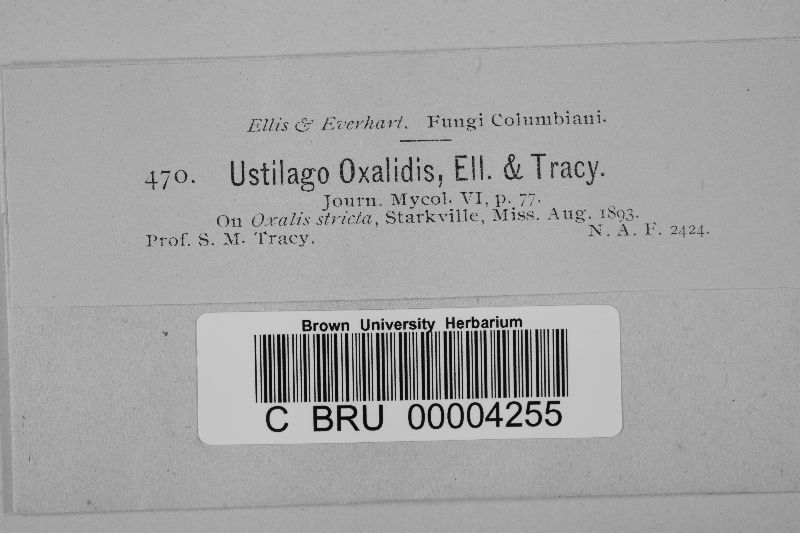 Ellis & Everhart. Fungi Columbiani.
470. Ustilago Oxalidis, Ell. & Tracy.
Journ. Mycol. VI, p. 77.
On Oxalis stricta, Starkville, Miss. Aug. 1893.
Prof. S. M. Tracy. N. A. F. 2424.
Brown University Herbarium
C BRU 00004255